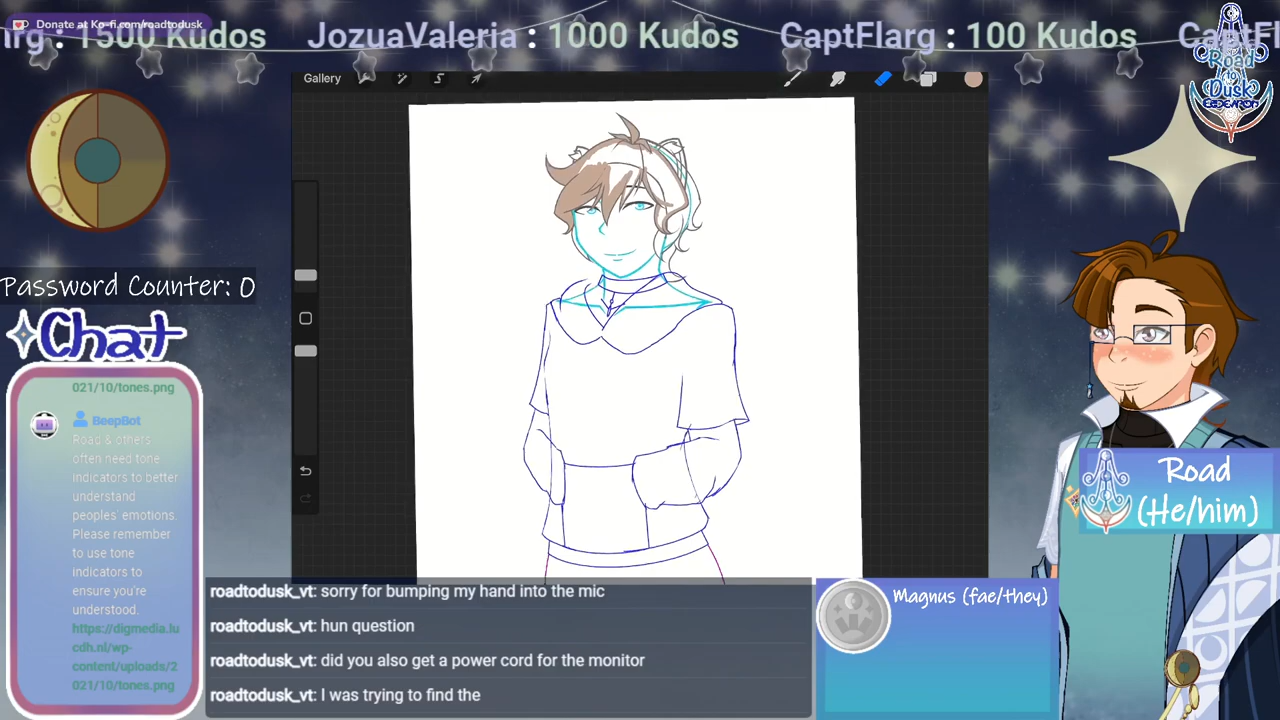 Donate at Ko-fi.com/roadtodusk
: 1500 Kudos JozuaValeria : 1000 Kudos CaptFlarg : 100 Kudos
Road
to
Dusk
Gallery
Password Counter: 0
Chat
021/10/tones.png
BeepBot
Road & others
often need tone
indicators to better
understand
peoples' emotions.
Please remember
to use tone
indicators to
ensure you're
understood.
https://digmedia.lu
cdh.nl/wp-
content/uploads/2
021/10/tones.png
roadtodusk_vt: sorry for bumping my hand into the mic
roadtodusk_vt: hun question
roadtodusk_vt: did you also get a power cord for the monitor
roadtodusk_vt: I was trying to find the
Magnus (fae/they)
Road
(He/him)